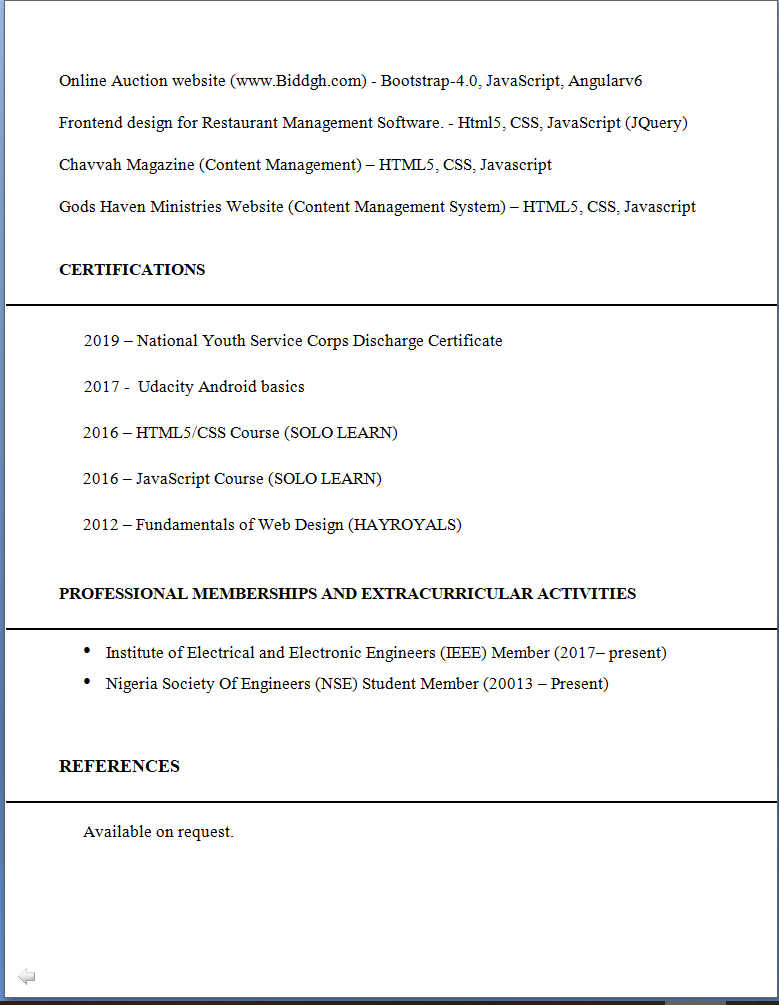 Online Auction website (www.Biddgh.com) - Bootstrap-4.0, JavaScript, Angularv6
Frontend design for Restaurant Management Software. - Html5, CSS, JavaScript (JQuery)
Chavvah Magazine (Content Management) – HTML5, CSS, Javascript
Gods Haven Ministries Website (Content Management System) – HTML5, CSS, Javascript
CERTIFICATIONS
2019 – National Youth Service Corps Discharge Certificate
2017 -  Udacity Android basics
2016 – HTML5/CSS Course (SOLO LEARN)
2016 – JavaScript Course (SOLO LEARN)
2012 – Fundamentals of Web Design (HAYROYALS)
PROFESSIONAL MEMBERSHIPS AND EXTRACURRICULAR ACTIVITIES
• Institute of Electrical and Electronic Engineers (IEEE) Member (2017– present)
• Nigeria Society Of Engineers (NSE) Student Member (20013 – Present)
REFERENCES
Available on request.